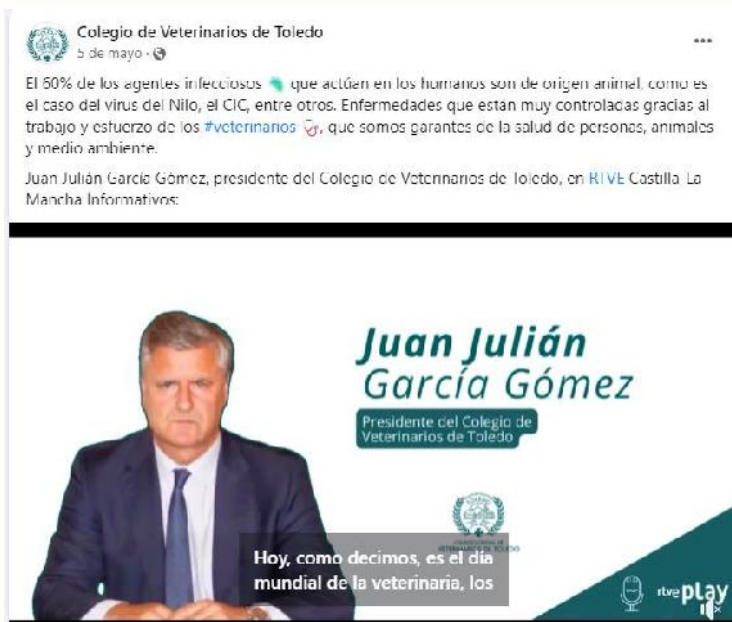 Colegio de Veterinarios de Toledo
5 de mayo ·
El 60% de los agentes infecciosos que actúan en los humanos son de origen animal, como es
el caso del virus del Nilo, el CIC, entre otros. Enfermedades que están muy controladas gracias al
trabajo y esfuerzo de los #veterinarios, que somos garantes de la salud de personas, animales
y medio ambiente.
Juan Julián García Gómez, presidente del Colegio de Veterinarios de Toledo, en RTVE Castilla-La
Mancha Informativos:
Juan Julián
García Gómez
Presidente del Colegio de
Veterinarios de Toledo
VETERINARIOS DE TOLEDO
Hoy, como decimos, es el día
mundial de la veterinaria, los
rtve play